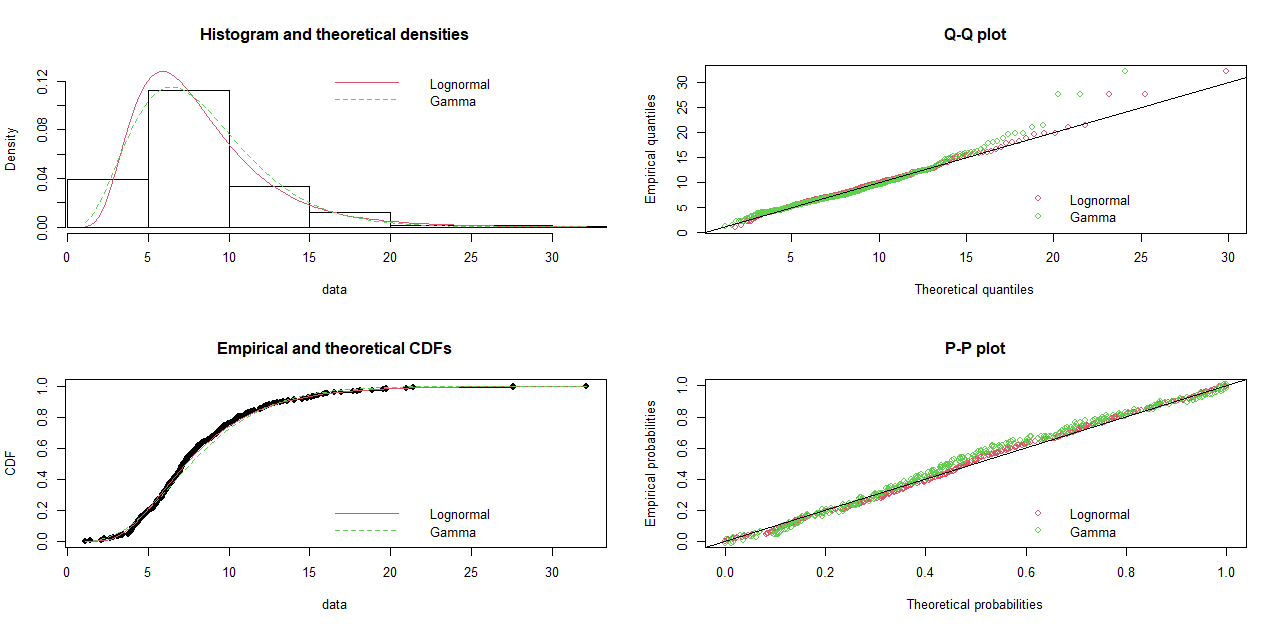 Histogram and theoretical densities
Density
0.00 0.04 0.08 0.12
Lognormal
Gamma
0 5 10 15 20 25 30
data
Q-Q plot
Empirical quantiles
0 5 10 15 20 25 30
Lognormal
Gamma
5 10 15 20 25 30
Theoretical quantiles
Empirical and theoretical CDFs
CDF
0.0 0.2 0.4 0.6 0.8 1.0
Lognormal
Gamma
0 5 10 15 20 25 30
data
P-P plot
Empirical probabilities
0.0 0.2 0.4 0.6 0.8 1.0
Lognormal
Gamma
0.0 0.2 0.4 0.6 0.8 1.0
Theoretical probabilities